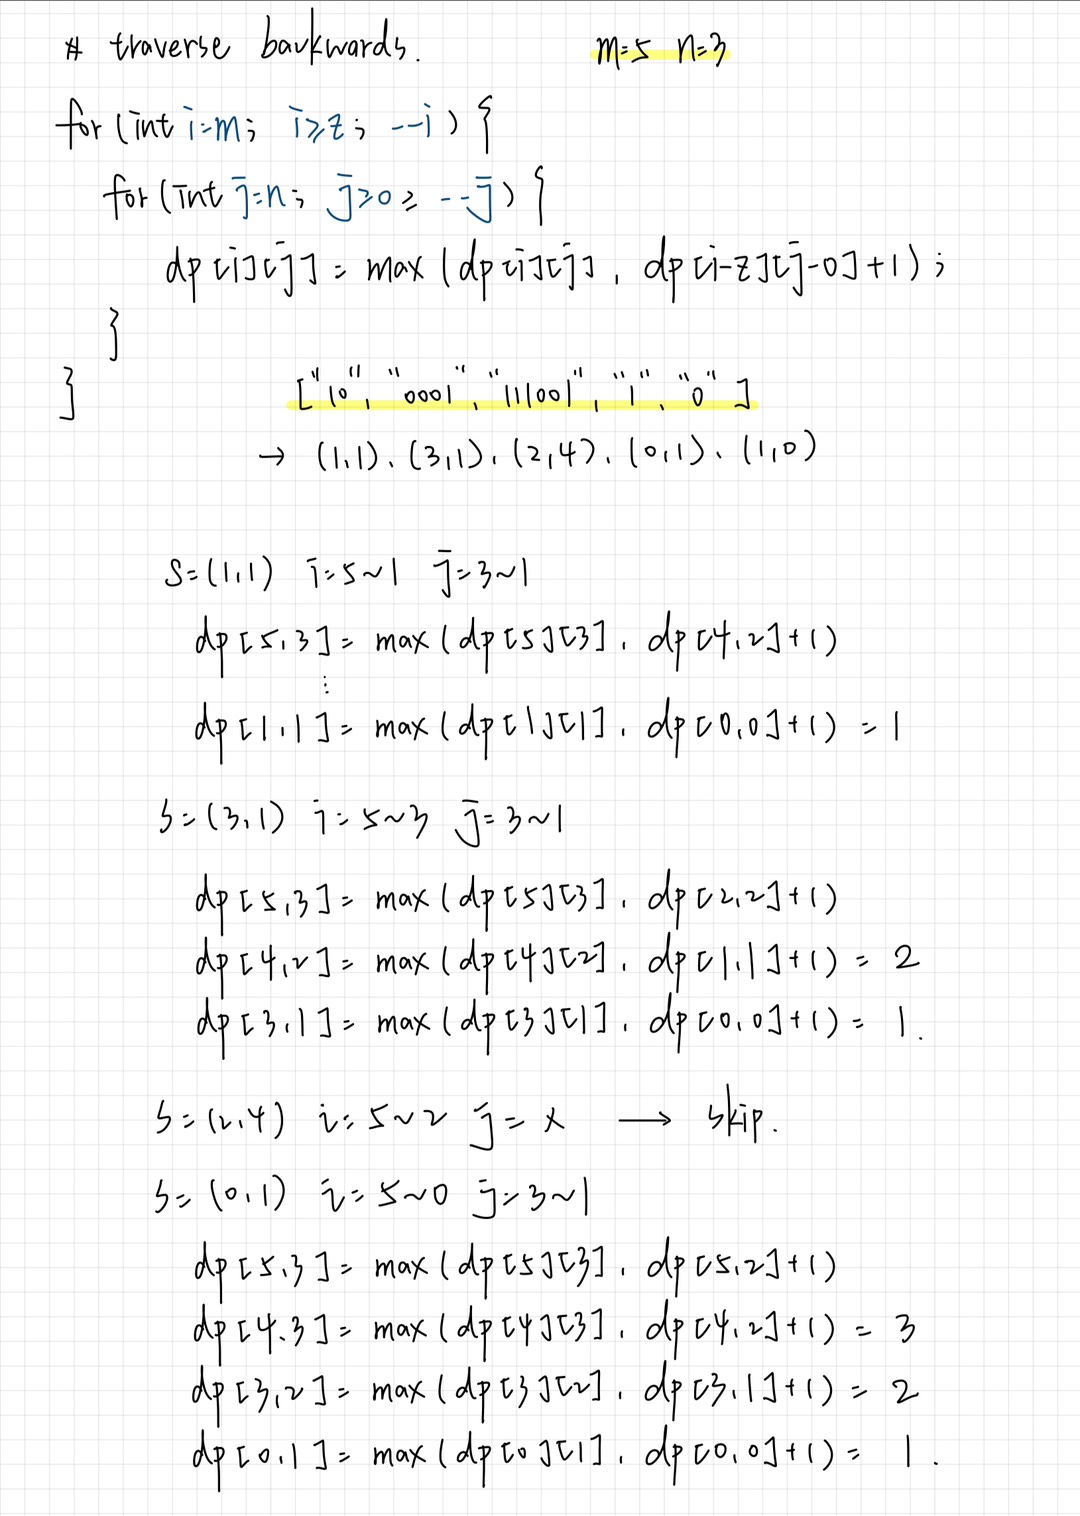 # traverse backwards.
m=5 n=3
for (int i=m; i≥z; --i) {
for (int j=n; j≥o ; --j) {
dp[i][j] = max (dp[i][j], dp[i-z][j-o]+1);
}
}
["10", "0001", "111001", "1", "0"]
→ (1,1), (3,1), (2,4), (0,1), (1,0)
S=(1,1) i=5~1 j=3~1
dp[5,3] = max (dp[5][3], dp[4,2]+1)
⋮
dp[1,1] = max (dp[1][1], dp[0,0]+1) = 1
S=(3,1) i=5~3 j=3~1
dp[5,3] = max (dp[5][3], dp[2,2]+1)
dp[4,2] = max (dp[4][2], dp[1,1]+1) = 2
dp[3,1] = max (dp[3][1], dp[0,0]+1) = 1.
S=(2,4) i=5~2 j=x → skip.
S=(0,1) i=5~0 j=3~1
dp[5,3] = max (dp[5][3], dp[5,2]+1)
dp[4.3] = max (dp[4][3], dp[4,2]+1) = 3
dp[3,2] = max (dp[3][2], dp[3,1]+1) = 2
dp[0,1] = max (dp[0][1], dp[0,0]+1) = 1.